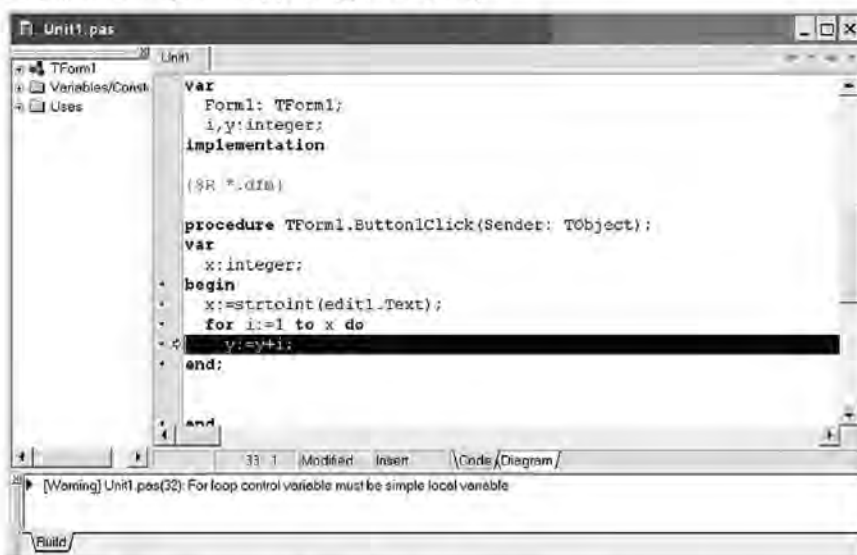 Unit1.pas
TForm1
Variables/Const
Uses
Unit1
var
Form1: TForm1;
i,y:integer;
implementation
{$R *.dfm}
procedure TForm1.Button1Click(Sender: TObject);
var
x:integer;
begin
x:=strtoint(edit1.Text);
for i:=1 to x do
y:=y+i;
end;
end
33: 1 Modified Insert Code Diagram
[Warning] Unit1.pas(32): For loop control variable must be simple local variable
Build